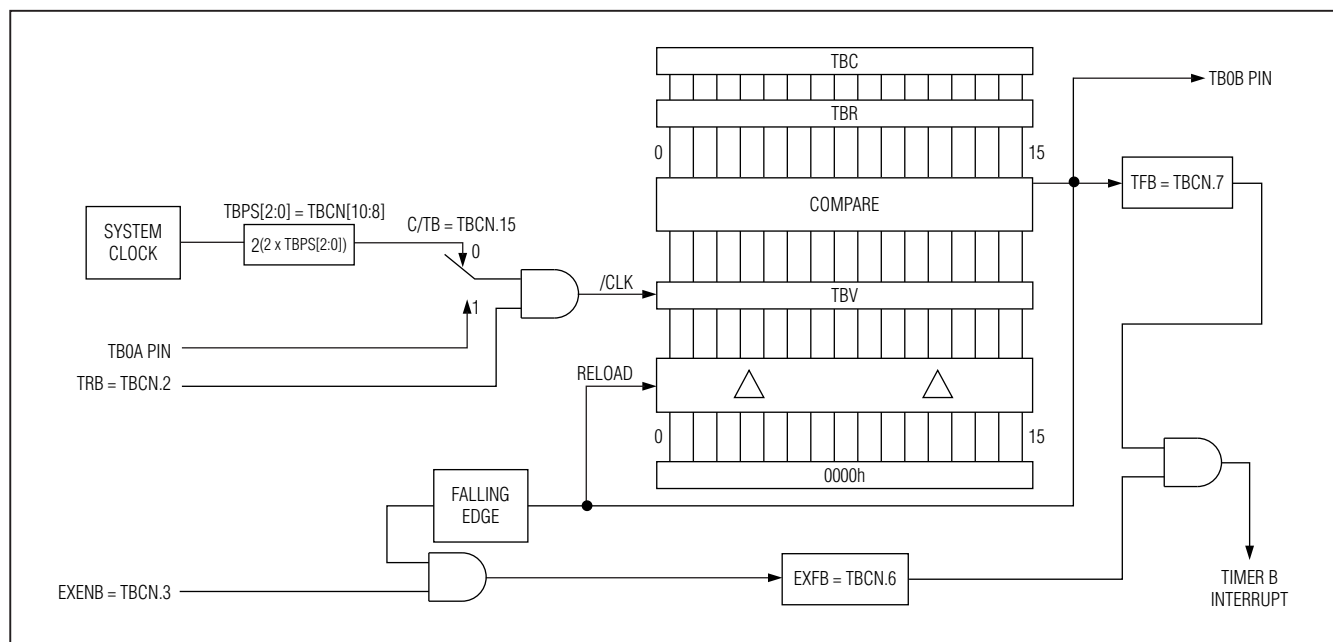 TBC
TB0B PIN
TBR
0
15
TFB = TBCN.7
COMPARE
TBPS[2:0] = TBCN[10:8]
SYSTEM
CLOCK
2(2 x TBPS[2:0])
C/TB = TBCN.15
0
/CLK
TBV
1
TB0A PIN
TRB = TBCN.2
RELOAD
0
15
0000h
FALLING
EDGE
EXENB = TBCN.3
EXFB = TBCN.6
TIMER B
INTERRUPT